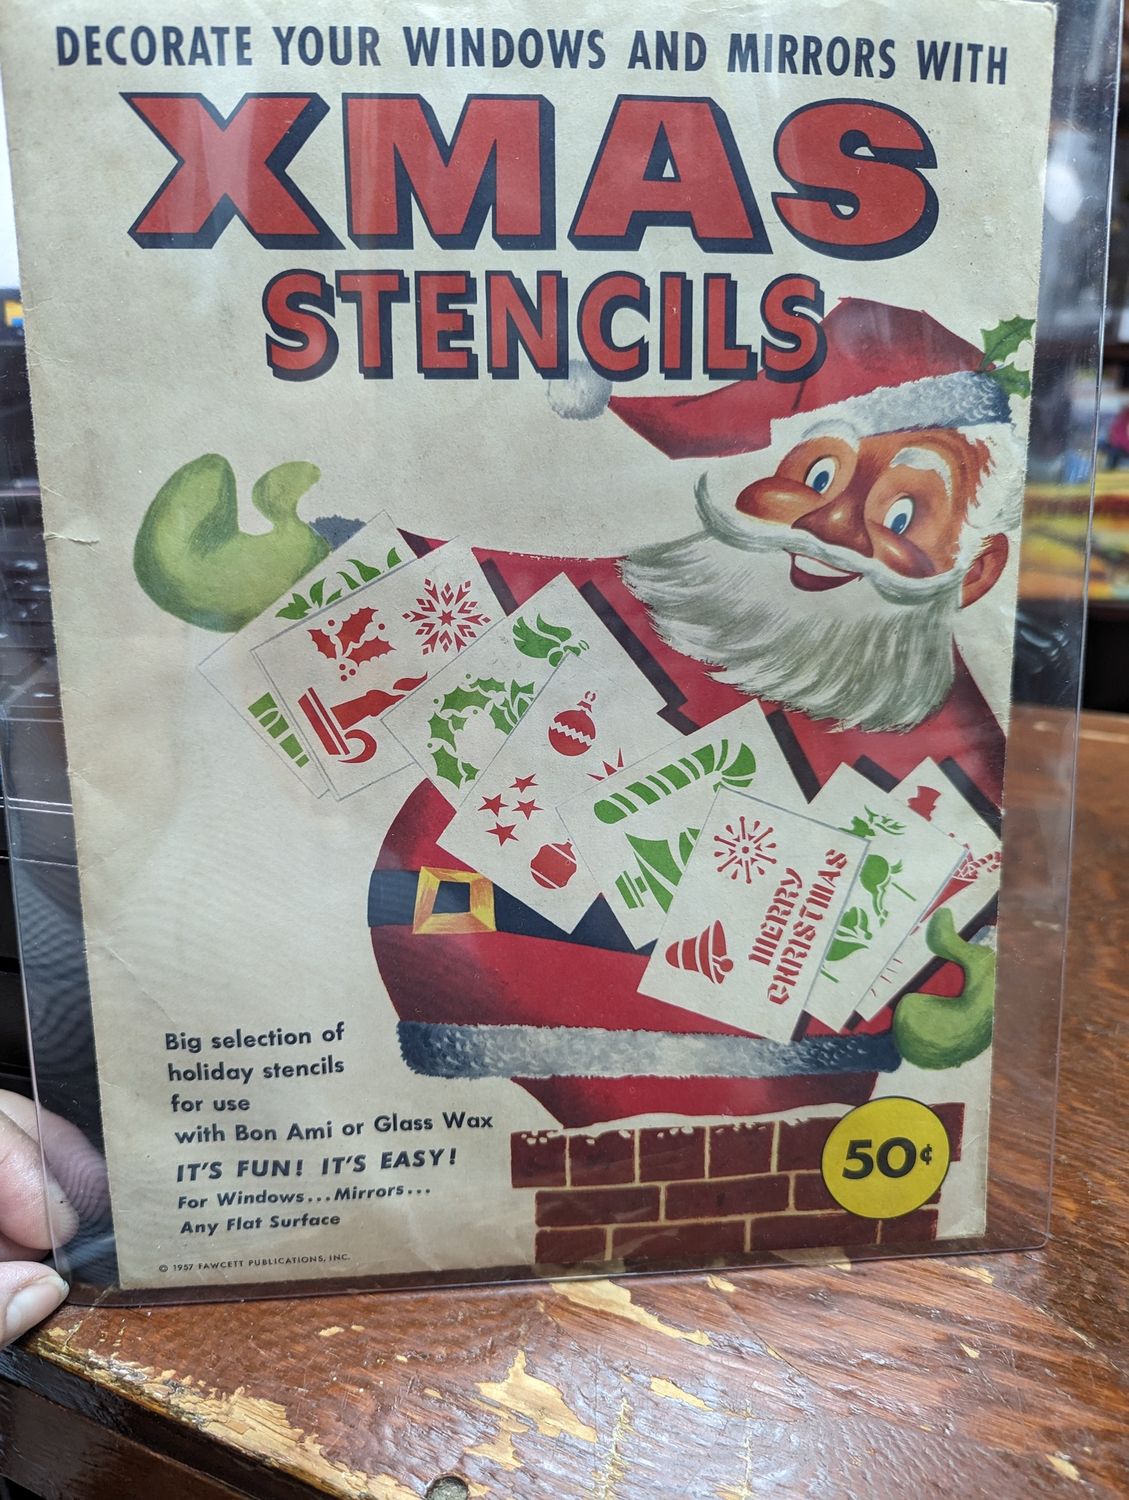 DECORATE YOUR WINDOWS AND MIRRORS WITH
XMAS
STENCILS
MERRY
CHRISTMAS
Big selection of
holiday stencils
for use
with Bon Ami or Glass Wax
IT'S FUN! IT'S EASY!
For Windows...Mirrors...
Any Flat Surface
50¢
© 1957 FAWCETT PUBLICATIONS, INC.